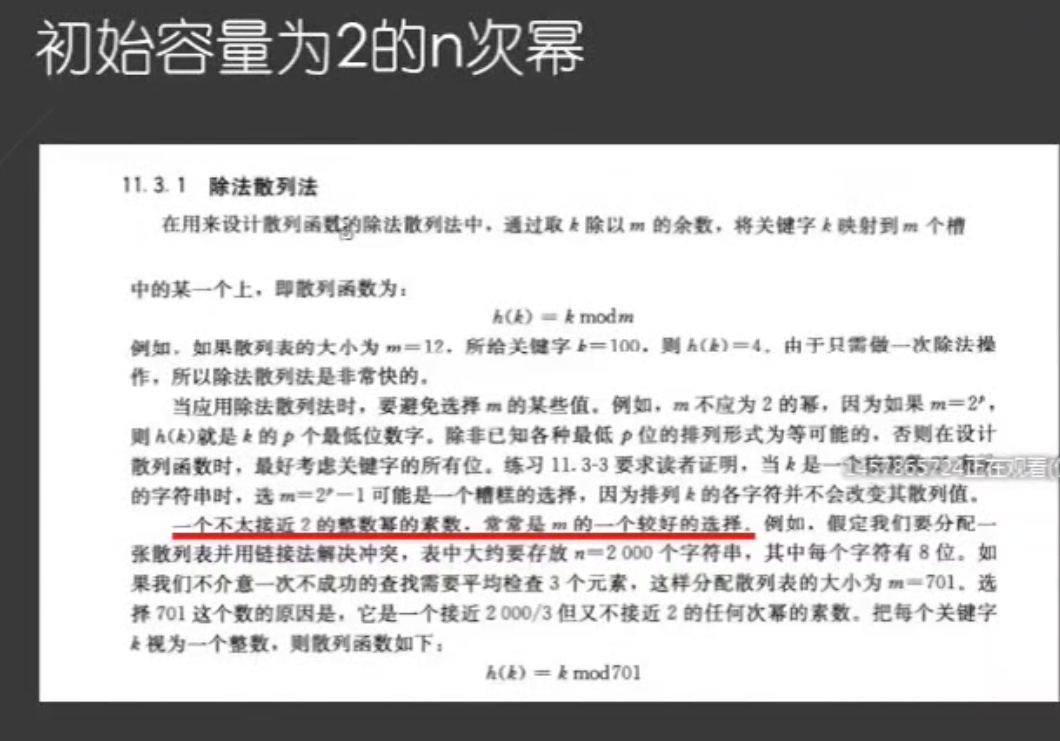 初始容量为2的n次幂
11.3.1 除法散列法
在用来设计散列函数的除法散列法中，通过取 k 除以 m 的余数，将关键字 k 映射到 m 个槽
中的某一个上，即散列函数为：
h(k) = k mod m
例如，如果散列表的大小为 m=12，所给关键字 k=100，则 h(k)=4。由于只需做一次除法操
作，所以除法散列法是非常快的。
当应用除法散列法时，要避免选择 m 的某些值。例如，m 不应为 2 的幂，因为如果 m=2ᵖ，
则 h(k)就是 k 的 p 个最低位数字。除非已知各种最低 p 位的排列形式为等可能的，否则在设计
散列函数时，最好考虑关键字的所有位。练习 11.3-3 要求读者证明，当 k 是一个
的字符串时，选 m=2ᵖ-1 可能是一个糟糕的选择，因为排列 k 的各字符并不会改变其散列值。
一个不太接近 2 的整数幂的素数，常常是 m 的一个较好的选择。例如，假定我们要分配一
张散列表并用链接法解决冲突，表中大约要存放 n=2 000 个字符串，其中每个字符有 8 位。如
果我们不介意一次不成功的查找需要平均检查 3 个元素，这样分配散列表的大小为 m=701。选
择 701 这个数的原因是，它是一个接近 2 000/3 但又不接近 2 的任何次幂的素数。把每个关键字
k 视为一个整数，则散列函数如下：
h(k) = k mod 701